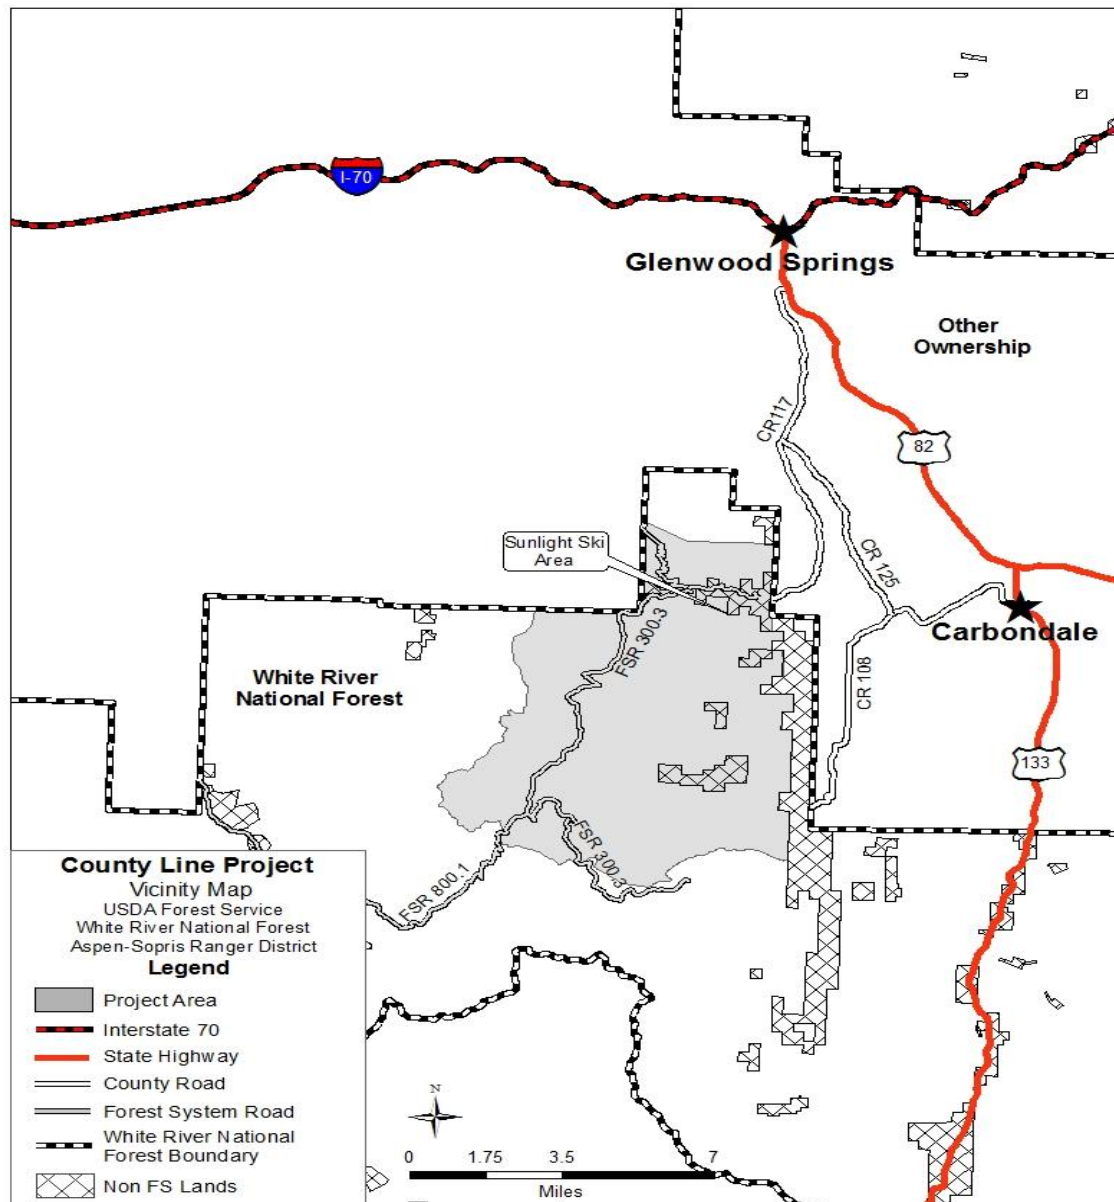 I-70
Glenwood Springs
Other
Ownership
CR117
82
Sunlight Ski
Area
CR 125
Carbondale
FSR 300.3
White River
National Forest
CR 108
133
FSR 300.3
FSR 800.1
County Line Project
Vicinity Map
USDA Forest Service
White River National Forest
Aspen-Sopris Ranger District
Legend
Project Area
Interstate 70
State Highway
County Road
Forest System Road
White River National
Forest Boundary
Non FS Lands
N
0 1.75 3.5 7
Miles